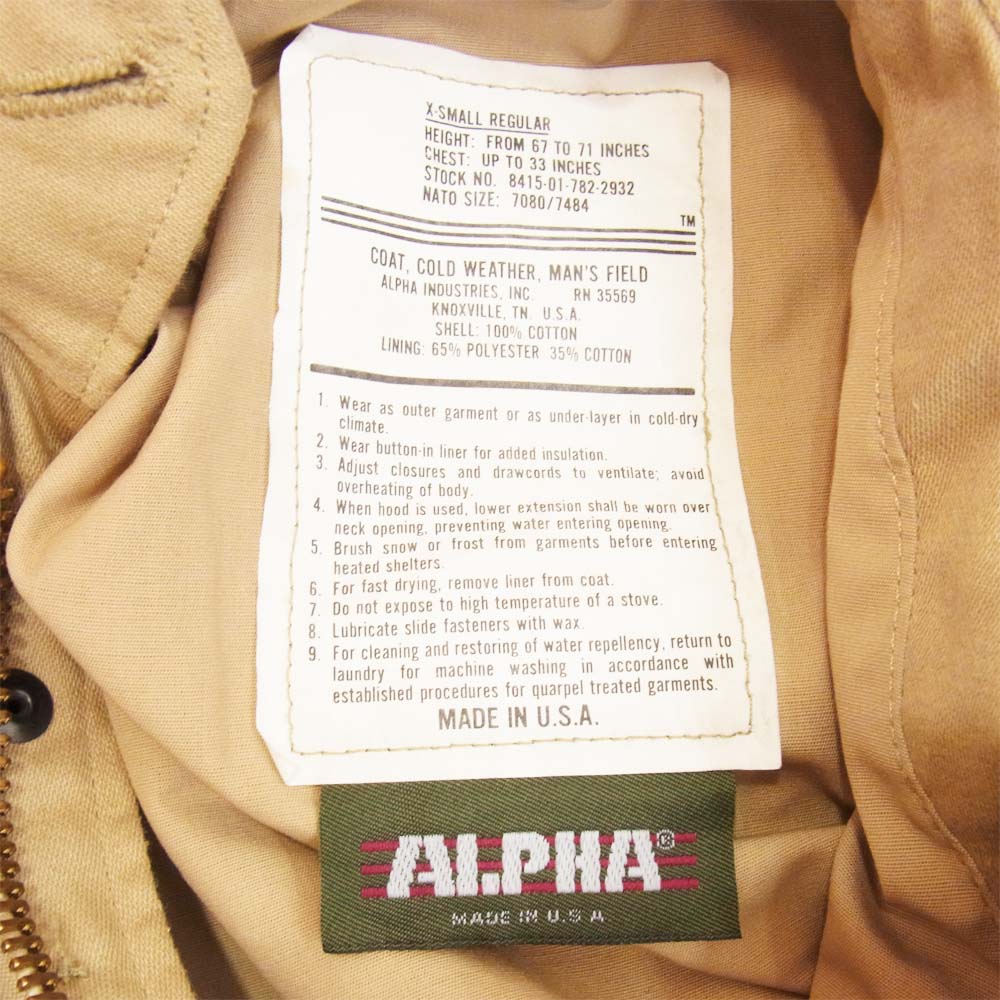 X-SMALL REGULAR
HEIGHT: FROM 67 TO 71 INCHES
CHEST: UP TO 33 INCHES
STOCK NO. 8415-01-782-2932
NATO SIZE: 7080/7484
TM
COAT, COLD WEATHER, MAN'S FIELD
ALPHA INDUSTRIES, INC. RN 35569
KNOXVILLE, TN. U.S.A.
SHELL: 100% COTTON
LINING: 65% POLYESTER 35% COTTON
1. Wear as outer garment or as under-layer in cold-dry
climate.
2. Wear button-in liner for added insulation.
3. Adjust closures and drawcords to ventilate; avoid
overheating of body.
4. When hood is used, lower extension shall be worn over
neck opening, preventing water entering opening.
5. Brush snow or frost from garments before entering
heated shelters.
6. For fast drying, remove liner from coat.
7. Do not expose to high temperature of a stove.
8. Lubricate slide fasteners with wax.
9. For cleaning and restoring of water repellency, return to
laundry for machine washing in accordance with
established procedures for quarpel treated garments.
MADE IN U.S.A.
ALPHA®
MADE IN U.S.A